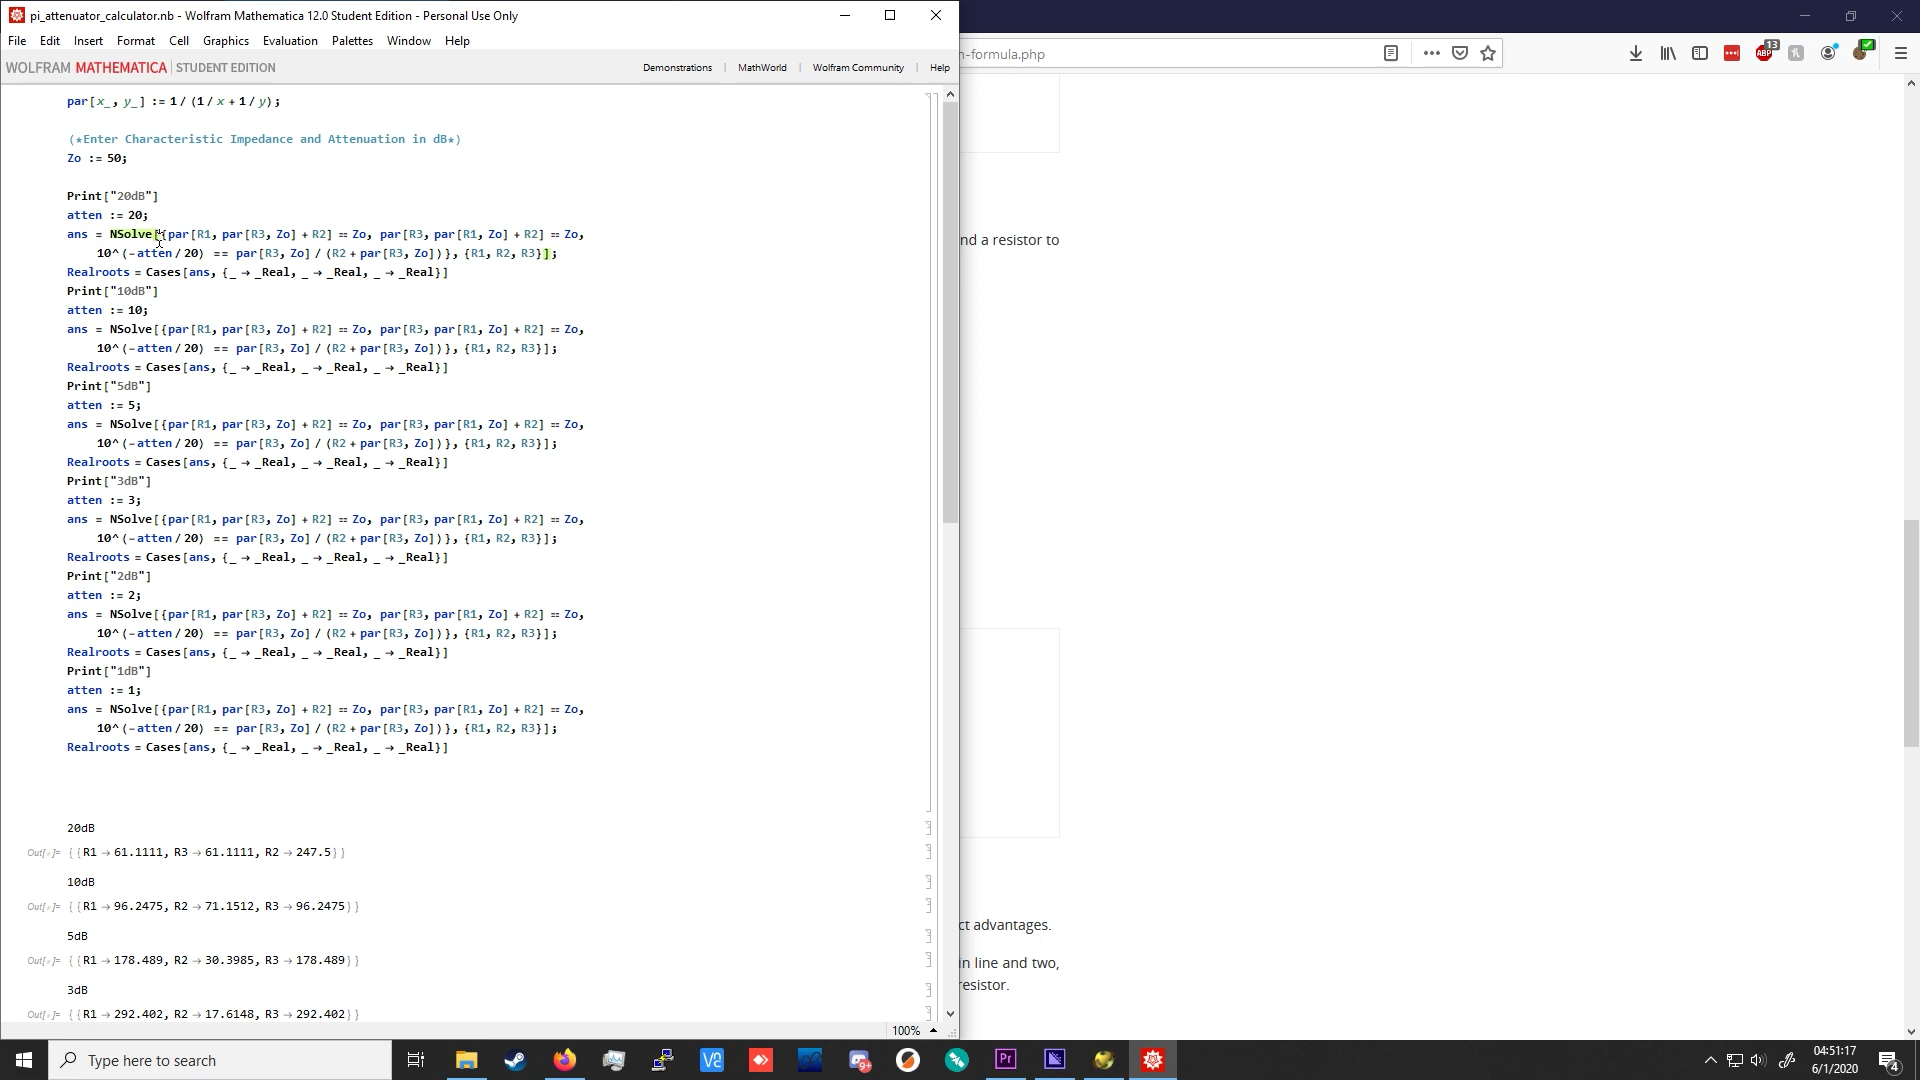 pi_attenuator_calculator.nb - Wolfram Mathematica 12.0 Student Edition - Personal Use Only
File Edit Insert Format Cell Graphics Evaluation Palettes Window Help
n-formula.php
13
WOLFRAM MATHEMATICA | STUDENT EDITION
Demonstrations | MathWorld | Wolfram Community | Help
par[x_, y_] := 1 / (1 / x + 1 / y);
(*Enter Characteristic Impedance and Attenuation in dB*)
Zo := 50;
Print["20dB"]
atten := 20;
ans = NSolve[{par[R1, par[R3, Zo] + R2] == Zo, par[R3, par[R1, Zo] + R2] == Zo,
nd a resistor to
10^(-atten / 20) == par[R3, Zo] / (R2 + par[R3, Zo])}, {R1, R2, R3}];
Realroots = Cases[ans, {_ → _Real, _ → _Real, _ → _Real}]
Print["10dB"]
atten := 10;
ans = NSolve[{par[R1, par[R3, Zo] + R2] == Zo, par[R3, par[R1, Zo] + R2] == Zo,
10^(-atten / 20) == par[R3, Zo] / (R2 + par[R3, Zo])}, {R1, R2, R3}];
Realroots = Cases[ans, {_ → _Real, _ → _Real, _ → _Real}]
Print["5dB"]
atten := 5;
ans = NSolve[{par[R1, par[R3, Zo] + R2] == Zo, par[R3, par[R1, Zo] + R2] == Zo,
10^(-atten / 20) == par[R3, Zo] / (R2 + par[R3, Zo])}, {R1, R2, R3}];
Realroots = Cases[ans, {_ → _Real, _ → _Real, _ → _Real}]
Print["3dB"]
atten := 3;
ans = NSolve[{par[R1, par[R3, Zo] + R2] == Zo, par[R3, par[R1, Zo] + R2] == Zo,
10^(-atten / 20) == par[R3, Zo] / (R2 + par[R3, Zo])}, {R1, R2, R3}];
Realroots = Cases[ans, {_ → _Real, _ → _Real, _ → _Real}]
Print["2dB"]
atten := 2;
ans = NSolve[{par[R1, par[R3, Zo] + R2] == Zo, par[R3, par[R1, Zo] + R2] == Zo,
10^(-atten / 20) == par[R3, Zo] / (R2 + par[R3, Zo])}, {R1, R2, R3}];
Realroots = Cases[ans, {_ → _Real, _ → _Real, _ → _Real}]
Print["1dB"]
atten := 1;
ans = NSolve[{par[R1, par[R3, Zo] + R2] == Zo, par[R3, par[R1, Zo] + R2] == Zo,
10^(-atten / 20) == par[R3, Zo] / (R2 + par[R3, Zo])}, {R1, R2, R3}];
Realroots = Cases[ans, {_ → _Real, _ → _Real, _ → _Real}]
20dB
Out[•]= {{R1 → 61.1111, R3 → 61.1111, R2 → 247.5}}
10dB
Out[•]= {{R1 → 96.2475, R2 → 71.1512, R3 → 96.2475}}
5dB
ct advantages.
Out[•]= {{R1 → 178.489, R2 → 30.3985, R3 → 178.489}}
in line and two,
3dB
resistor.
Out[•]= {{R1 → 292.402, R2 → 17.6148, R3 → 292.402}}
100%
Type here to search
Pr
04:51:17
6/1/2020
4